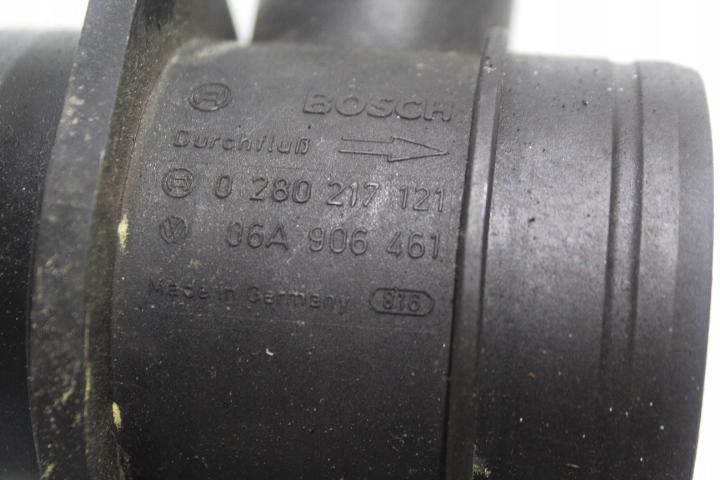 BOSCH
Durchfluß
0 280 217 121
06A 906 461
Made in Germany 816